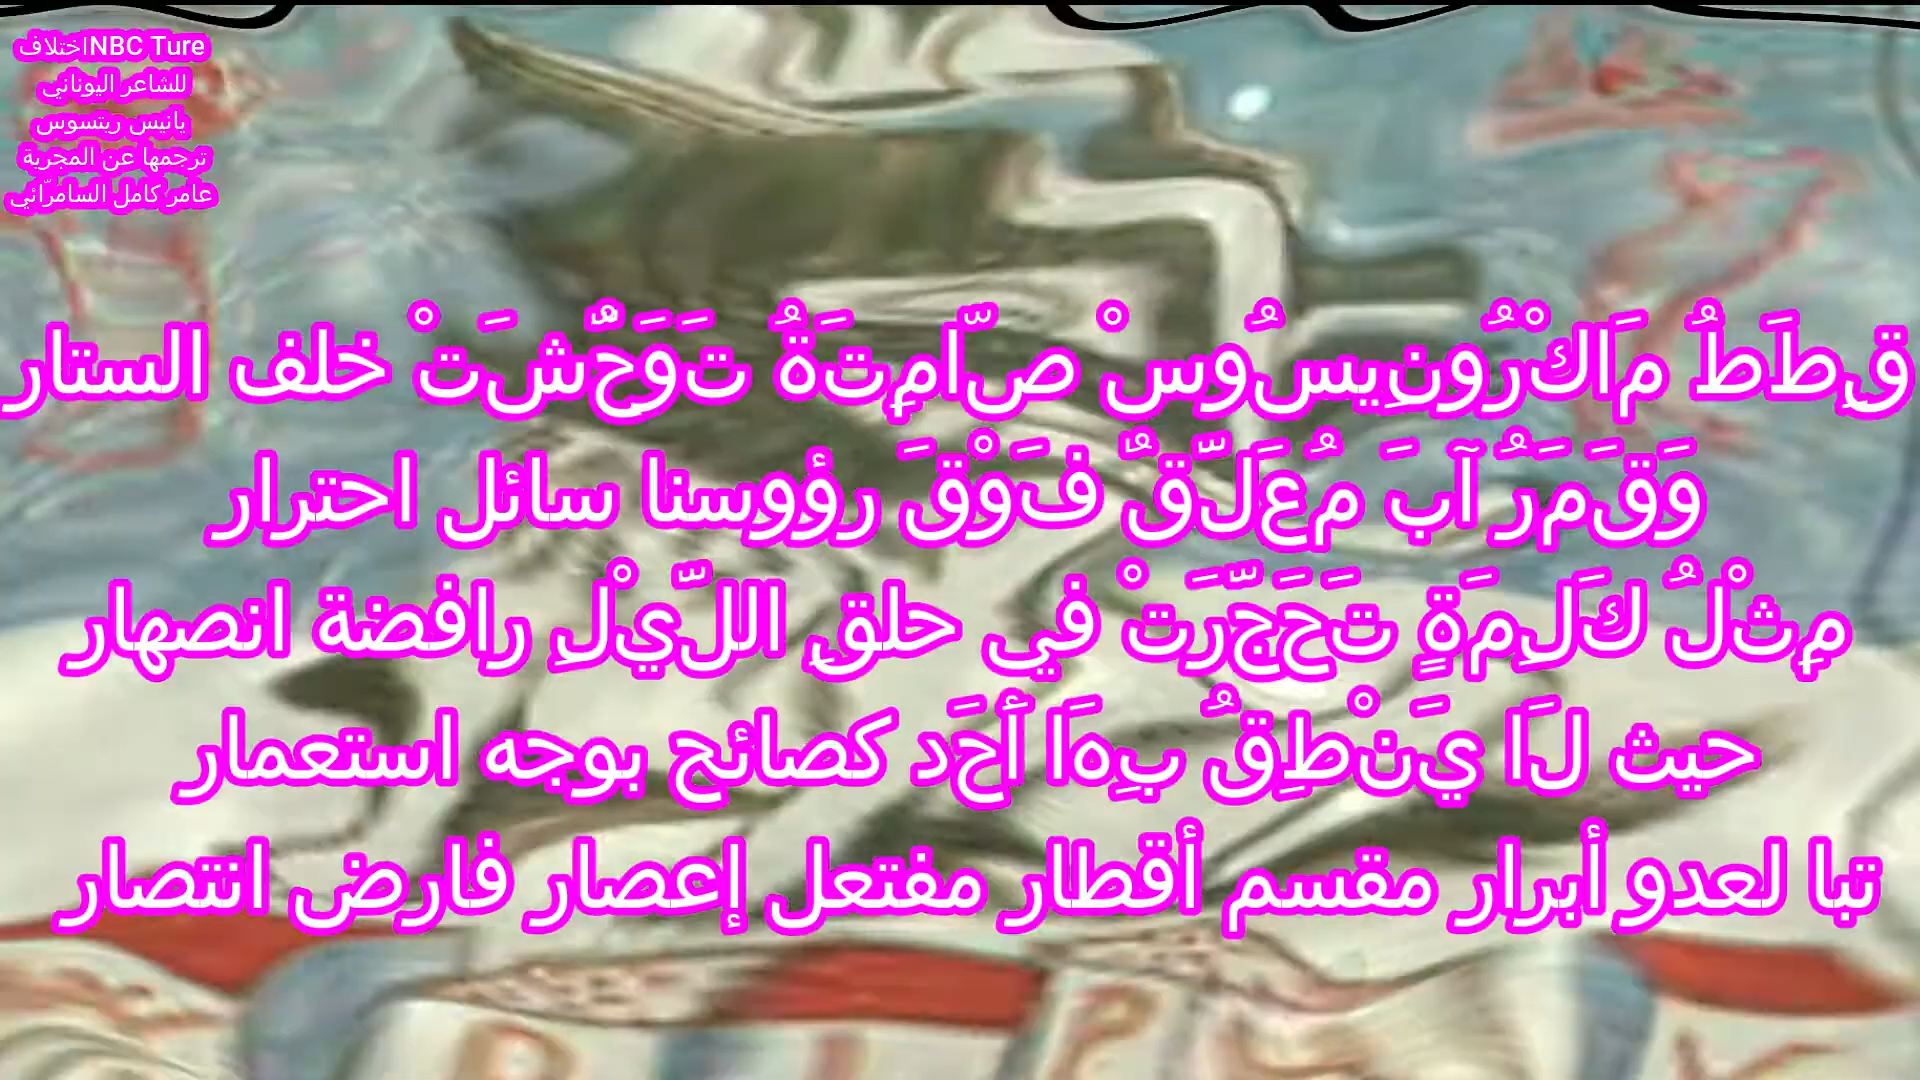 اختلافNBC Ture
للشاعر اليوناني
يانيس ريتسوس
ترجمها عن المجرية
عامر كامل السامرّائي
قِطَطُ مَاكْرُونِيسُوسْ صَّامِتَةُ تَوَحَّشَتْ خلف الستار
وَقَمَرُ آبَ مُعَلَّقٌ فَوْقَ رؤوسنا سائل احترار
مِثْلُ كَلِمَةٍ تَحَجَّرَتْ في حلقِ اللَّيْلِ رافضة انصهار
حيث لَا يَنْطِقُ بِهَا أَحَد كصائح بوجه استعمار
تبا لعدو أبرار مقسم أقطار مفتعل إعصار فارض انتصار